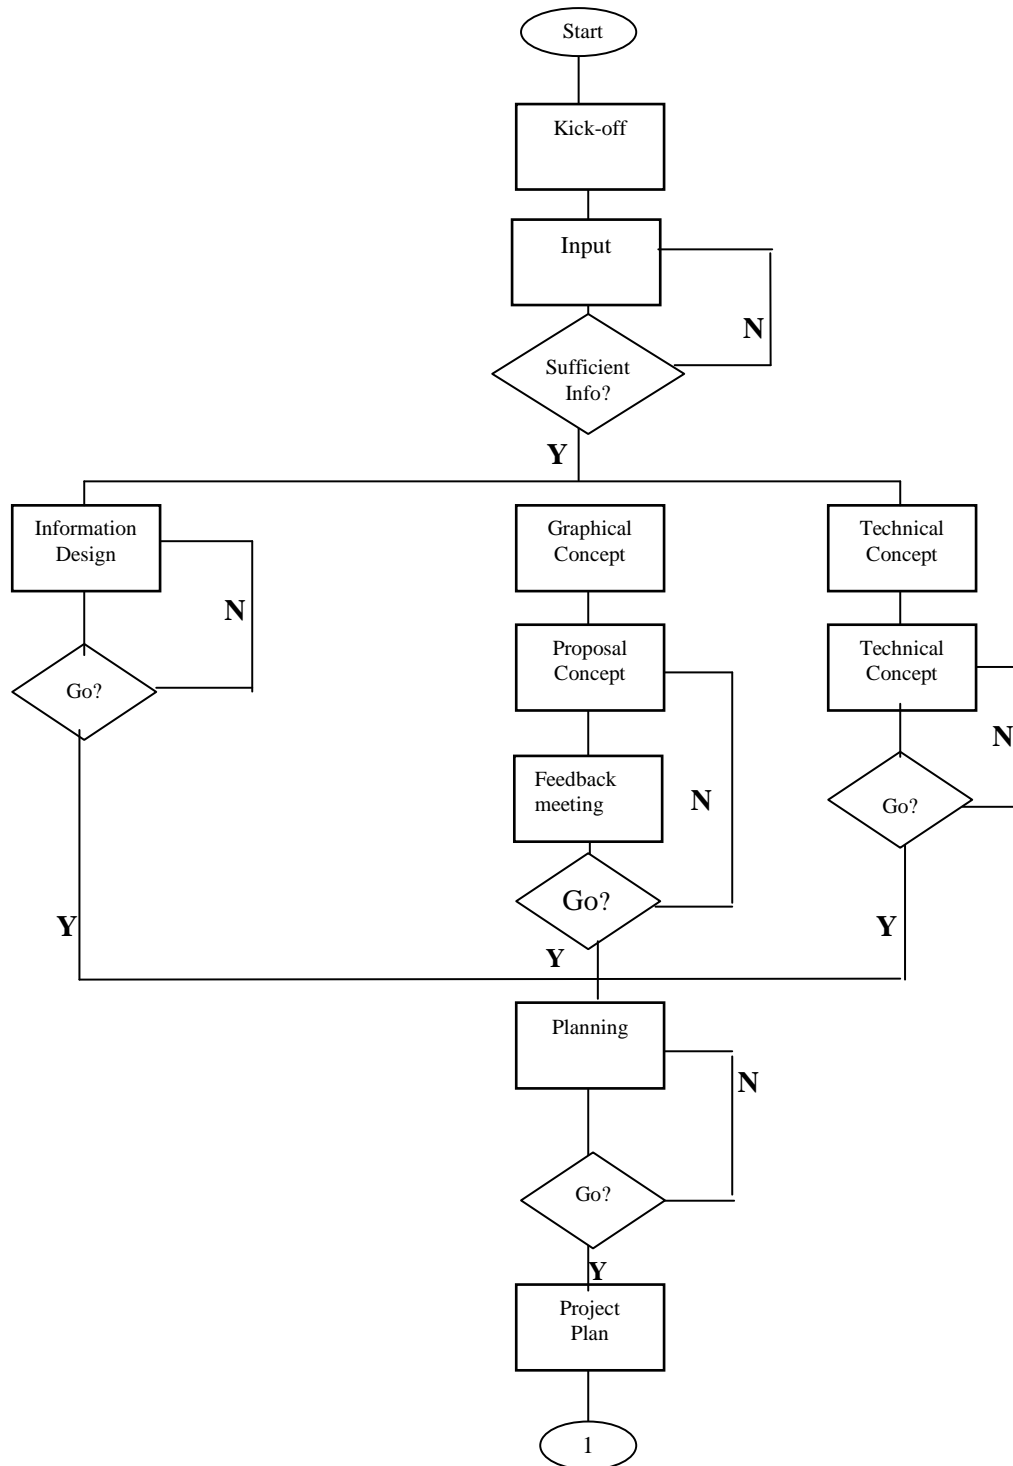 Start
Kick-off
Input
N
Sufficient
Info?
Y
Information
Design
N
Go?
Y
Graphical
Concept
Proposal
Concept
Feedback
meeting
N
Go?
Y
Technical
Concept
Technical
Concept
N
Go?
Y
Planning
N
Go?
Y
Project
Plan
1